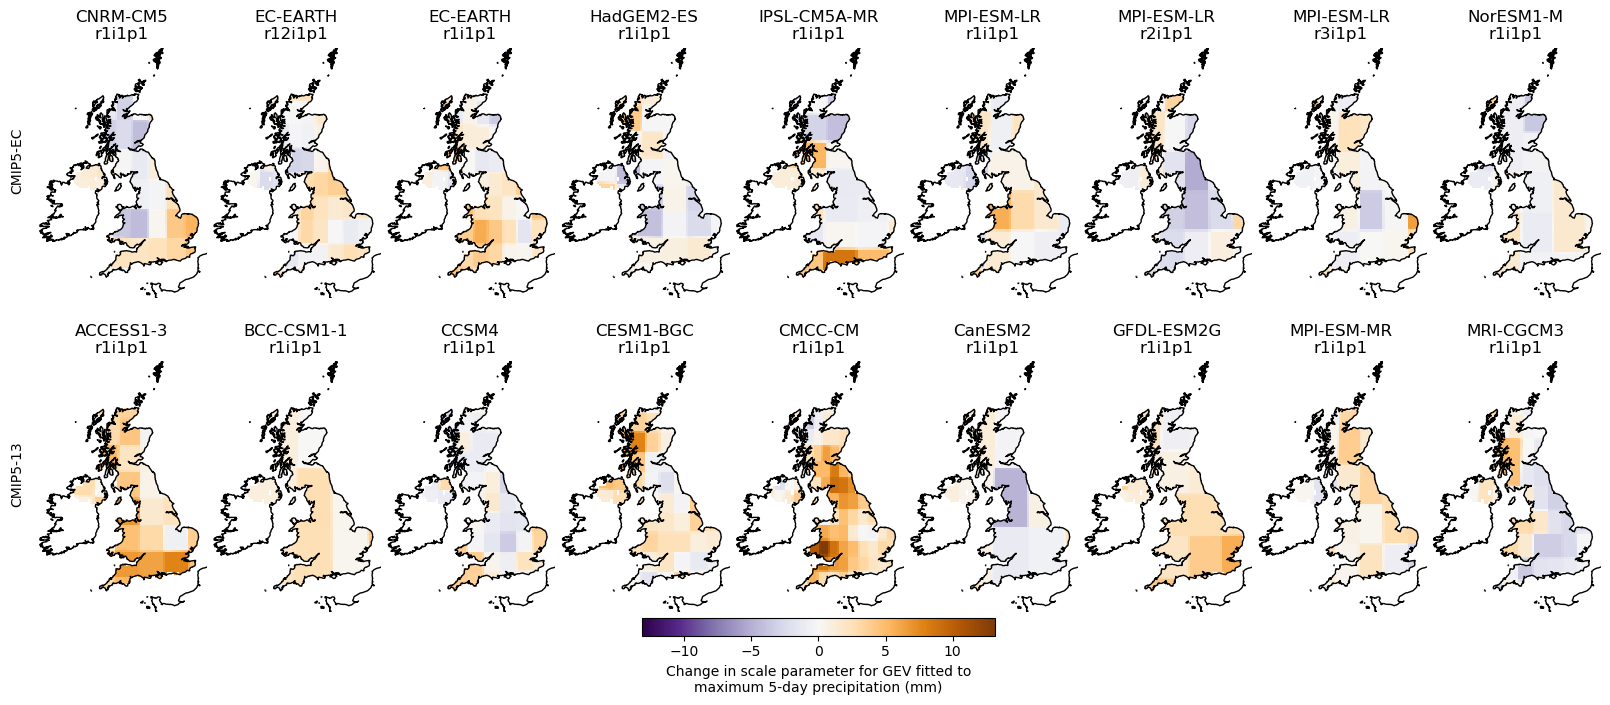 CNRM-CM5
r1i1p1
EC-EARTH
r12i1p1
EC-EARTH
r1i1p1
HadGEM2-ES
r1i1p1
IPSL-CM5A-MR
r1i1p1
MPI-ESM-LR
r1i1p1
MPI-ESM-LR
r2i1p1
MPI-ESM-LR
r3i1p1
NorESM1-M
r1i1p1
CMIP5-EC
ACCESS1-3
r1i1p1
BCC-CSM1-1
r1i1p1
CCSM4
r1i1p1
CESM1-BGC
r1i1p1
CMCC-CM
r1i1p1
CanESM2
r1i1p1
GFDL-ESM2G
r1i1p1
MPI-ESM-MR
r1i1p1
MRI-CGCM3
r1i1p1
CMIP5-13
−10 −5 0 5 10
Change in scale parameter for GEV fitted to
maximum 5-day precipitation (mm)